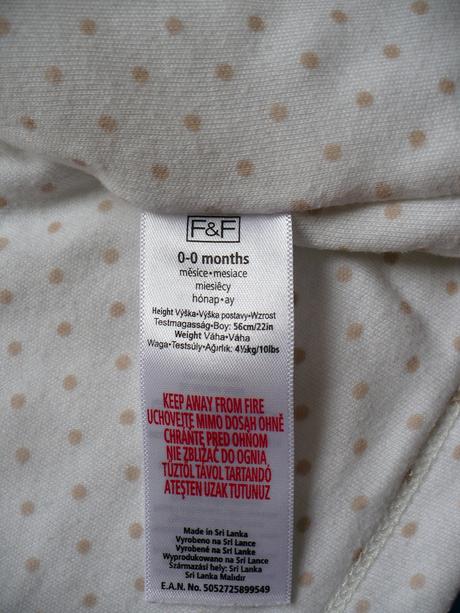 F&F
0-0 months
měsíce•mesiace
miesięcy
hónap•ay
Height Výška•Výška postavy•Wzrost
Testmagasság•Boy: 56cm/22in
Weight Váha•Váha
Waga•Testsúly•Ağırlık: 4½kg/10lbs
KEEP AWAY FROM FIRE
UCHOVEJTE MIMO DOSAH OHNĚ
CHRÁŇTE PRED OHŇOM
NIE ZBLIŻAĆ DO OGNIA
TŰZTŐL TÁVOL TARTANDÓ
ATEŞTEN UZAK TUTUNUZ
Made in Sri Lanka
Vyrobeno na Srí Lance
Vyrobené na Srí Lanke
Wyprodukowano na Sri Lance
Származási hely: Sri Lanka
Sri Lanka Malıdır
E.A.N. No. 5052725899549